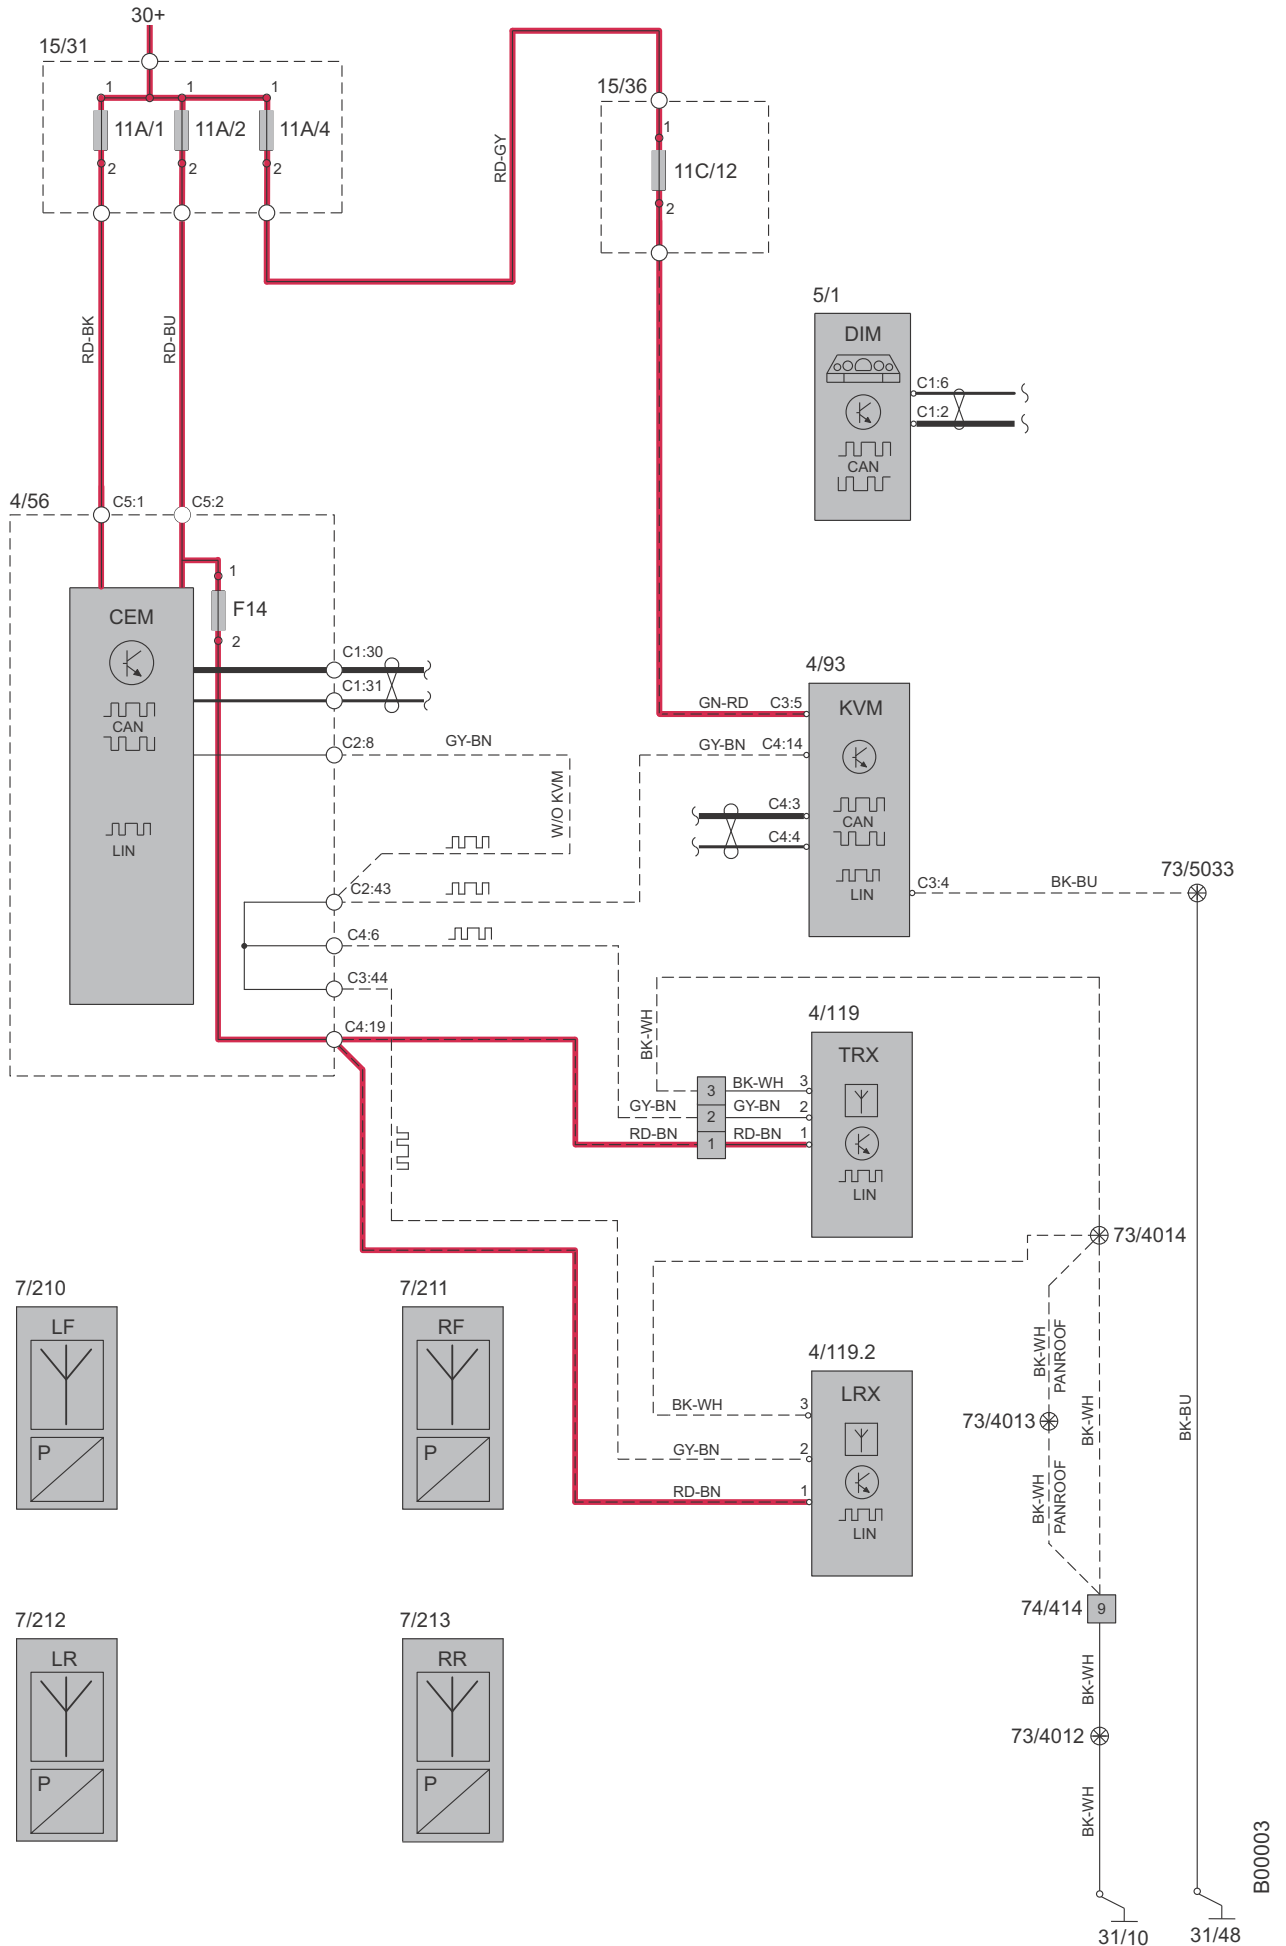 30+
15/31
1
1
1
11A/1
11A/2
11A/4
2
2
2
RD-GY
15/36
1
11C/12
2
RD-BK
RD-BU
5/1
DIM
C1:6
C1:2
CAN
4/56
C5:1
C5:2
1
F14
2
CEM
CAN
LIN
C1:30
C1:31
C2:8
GY-BN
W/O KVM
C2:43
C4:6
C3:44
C4:19
4/93
GN-RD
C3:5
KVM
GY-BN
C4:14
C4:3
CAN
C4:4
LIN
C3:4
BK-BU
73/5033
4/119
TRX
BK-WH
3
BK-WH
3
GY-BN
2
GY-BN
2
RD-BN
1
RD-BN
1
LIN
73/4014
4/119.2
LRX
BK-WH
3
GY-BN
2
RD-BN
1
LIN
BK-WH
PANROOF
73/4013
BK-WH
BK-BU
BK-WH
PANROOF
74/414
9
BK-WH
73/4012
BK-WH
31/10
31/48
7/210
LF
P
7/211
RF
P
7/212
LR
P
7/213
RR
P
B00003